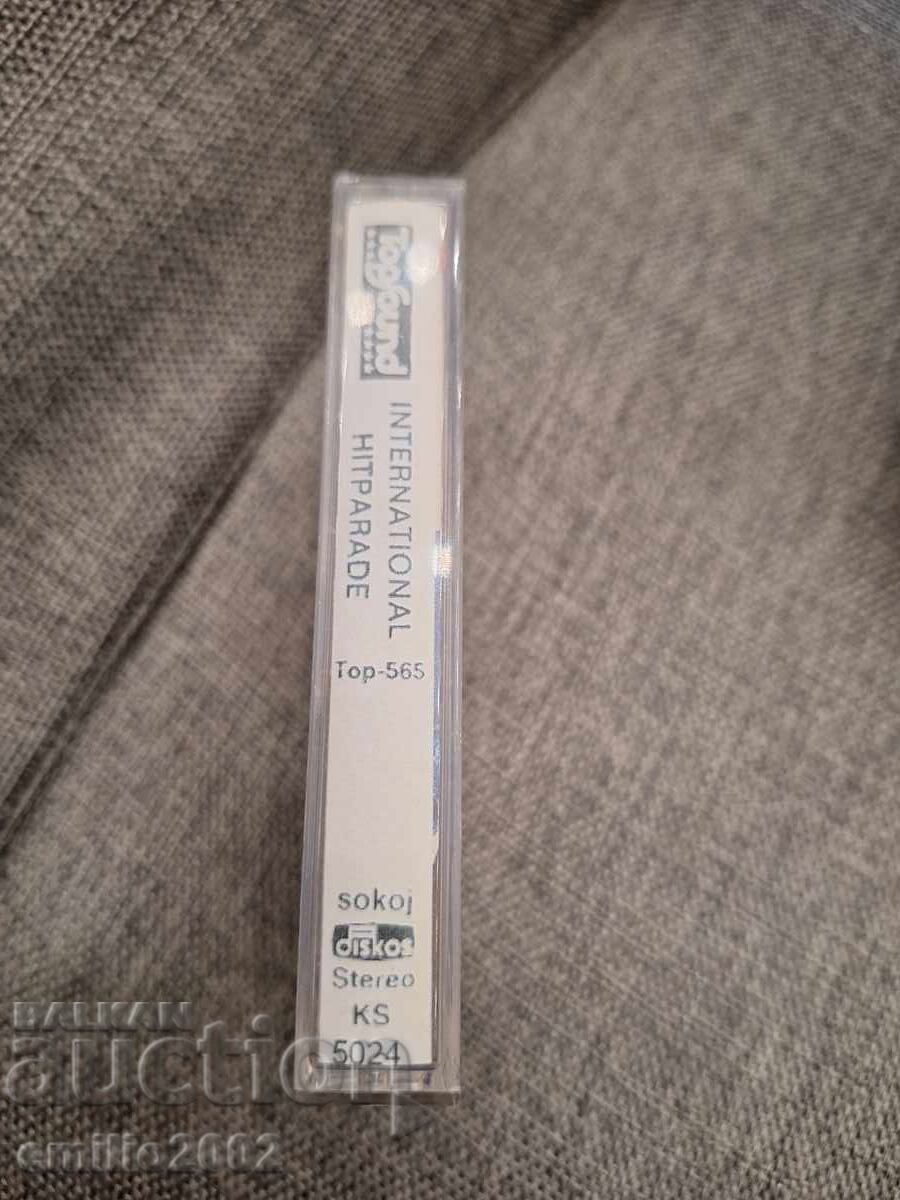 TopSound
INTERNATIONAL
HITPARADE
Top-565
sokoj
diskos
Stereo
KS
5024
BALKAN
auction
emilio2002